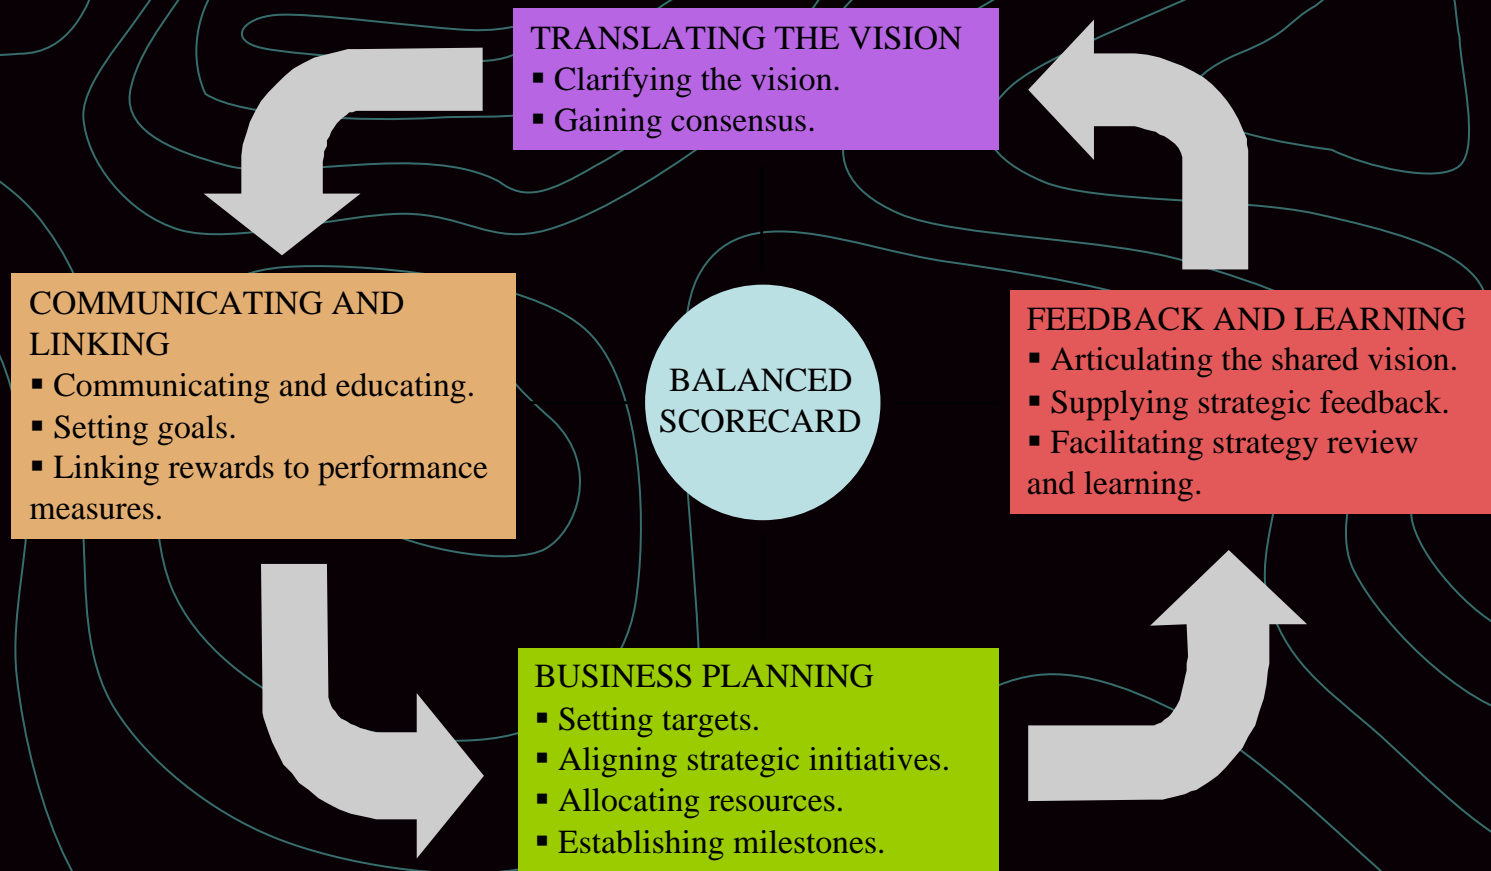 TRANSLATING THE VISION
▪ Clarifying the vision.
▪ Gaining consensus.
COMMUNICATING AND
LINKING
▪ Communicating and educating.
▪ Setting goals.
▪ Linking rewards to performance
measures.
BALANCED
SCORECARD
FEEDBACK AND LEARNING
▪ Articulating the shared vision.
▪ Supplying strategic feedback.
▪ Facilitating strategy review
and learning.
BUSINESS PLANNING
▪ Setting targets.
▪ Aligning strategic initiatives.
▪ Allocating resources.
▪ Establishing milestones.